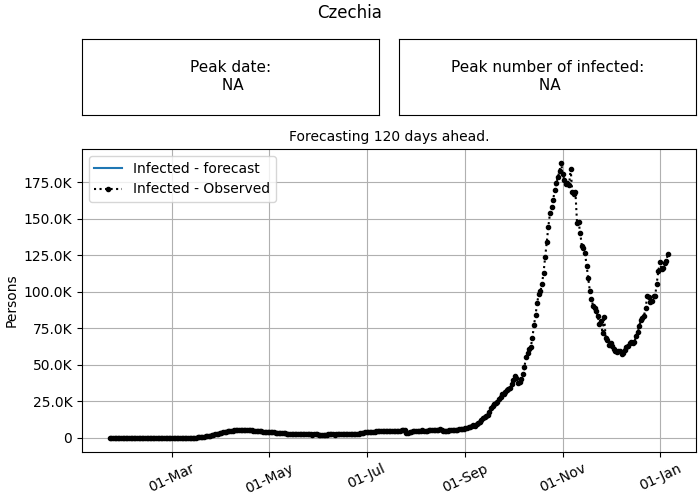 Czechia
Peak date:
NA
Peak number of infected:
NA
Forecasting 120 days ahead.
Infected - forecast
Infected - Observed
175.0K
150.0K
125.0K
100.0K
75.0K
50.0K
25.0K
0
Persons
01-Mar
01-May
01-Jul
01-Sep
01-Nov
01-Jan